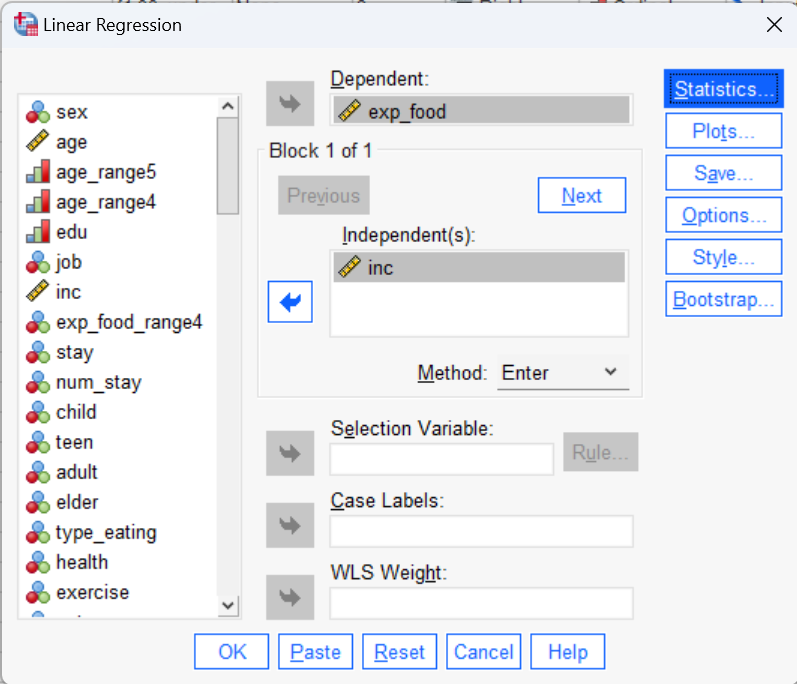 Linear Regression
sex
age
age_range5
age_range4
edu
job
inc
exp_food_range4
stay
num_stay
child
teen
adult
elder
type_eating
health
exercise
Dependent:
exp_food
Block 1 of 1
Previous
Next
Independent(s):
inc
Method: Enter
Selection Variable:
Rule...
Case Labels:
WLS Weight:
Statistics...
Plots...
Save...
Options...
Style...
Bootstrap...
OK Paste Reset Cancel Help